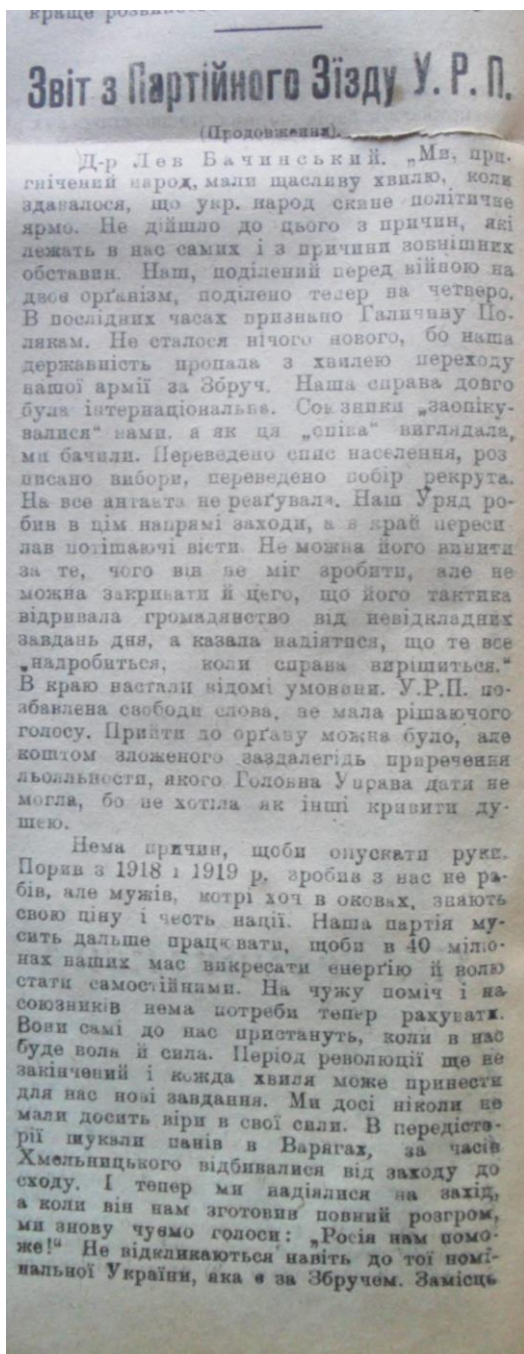 краще
Звіт з Партійного Зїзду У. Р. П.
(Продовження).
Д-р Лев Бачинський. „Ми, при-
гнічений народ, мали щасливу хвилю, коли
здавалося, що укр. народ скине політичне
ярмо. Не дійшло до цього з причин, які
лежать в нас самих і з причини зовнішних
обставин. Наш, поділений перед війною на
двоє орґанізм, поділено тепер на четверо.
В послідних часах признано Галичину По-
лякам. Не сталося нічого нового, бо наша
державність пропала з хвилею переходу
нашої армії за Збруч. Наша справа довго
була інтернаціональна. Союзники „заопіку-
валися“ нами, а як ця „опіка“ виглядала,
ми бачили. Переведено спис населення, роз
писано вибори, переведено побір рекрута.
На все антанта не реаґувала. Наш Уряд ро-
бив в цім напрямі заходи, а в край переси
лав потішаючі вісти. Не можна його винити
за те, чого він не міг зробити, але не
можна закривати й цего, що його тактика
відривала громадянство від невідкладних
завдань дня, а казала надіятися, що те все
„надробиться, коли справа вирішиться.“
В краю настали відомі умовини. У.Р.П. по-
збавлена свободи слова, не мала рішаючого
голосу. Прийти до орґану можна було, але
коштом зложеного заздалегідь приречення
льояльности, якого Головна Управа дати не
могла, бо не хотіла як інші кривити ду-
шею.
Нема причин, щоби опускати руки.
Порив з 1918 і 1919 р. зробив з нас не ра-
бів, але мужів, котрі хоч в оковах, знають
свою ціну і честь нації. Наша партія му-
сить дальше працювати, щоби в 40 міліо-
нах наших мас викресати енерґію й волю
стати самостійними. На чужу поміч і на
союзників нема потреби тепер рахувати.
Вони самі до нас пристануть, коли в нас
буде воля й сила. Період революції ще не
закінчений і кожда хвиля може принести
для нас нові завдання. Ми досі ніколи не
мали досить віри в свої сили. В передісто-
рії шукали панів в Варягах, за часів
Хмельницького відбивалися від заходу до
сходу. І тепер ми надіялися на захід,
а коли він нам зготовив повний розгром,
ми знову чуємо голоси: „Росія нам помо-
же!“ Не відкликаються навіть до тої номі-
нальної України, яка є за Збручем. Замісць